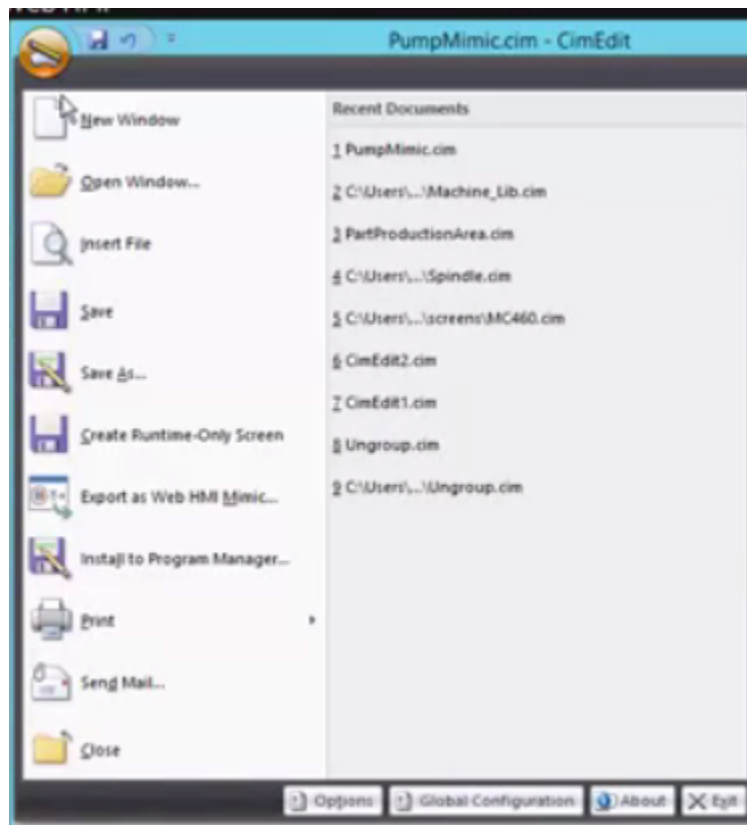 PumpMimic.cim - CimEdit
New Window
Open Window...
Insert File
Save
Save As...
Create Runtime-Only Screen
Export as Web HMI Mimic...
Install to Program Manager...
Print
Send Mail...
Close
Recent Documents
1 PumpMimic.cim
2 C:\Users\...\Machine_Lib.cim
3 PartProductionArea.cim
4 C:\Users\...\Spindle.cim
5 C:\Users\...\screens\MC460.cim
6 CimEdit2.cim
7 CimEdit1.cim
8 Ungroup.cim
9 C:\Users\...\Ungroup.cim
Options Global Configuration About Exit